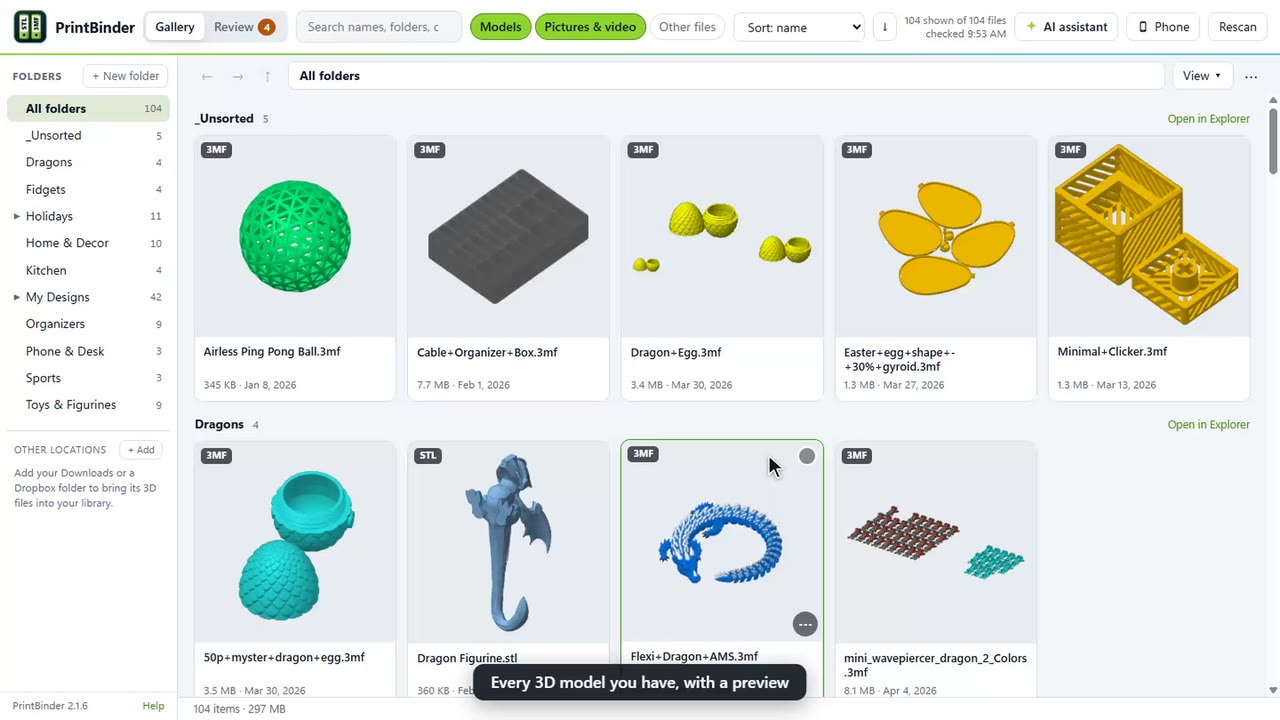 PrintBinder
Gallery
Review 4
Search names, folders, c
Models
Pictures & video
Other files
Sort: name
↓
104 shown of 104 files
checked 9:53 AM
AI assistant
Phone
Rescan
FOLDERS
+ New folder
All folders 104
_Unsorted 5
Dragons 4
Fidgets 4
Holidays 11
Home & Decor 10
Kitchen 4
My Designs 42
Organizers 9
Phone & Desk 3
Sports 3
Toys & Figurines 9
OTHER LOCATIONS
+ Add
Add your Downloads or a
Dropbox folder to bring its 3D
files into your library.
PrintBinder 2.1.6
Help
← → ↑
All folders
View ▾
...
_Unsorted 5
Open in Explorer
3MF
3MF
3MF
3MF
3MF
Airless Ping Pong Ball.3mf
345 KB · Jan 8, 2026
Cable+Organizer+Box.3mf
7.7 MB · Feb 1, 2026
Dragon+Egg.3mf
3.4 MB · Mar 30, 2026
Easter+egg+shape+-
+30%+gyroid.3mf
1.3 MB · Mar 27, 2026
Minimal+Clicker.3mf
1.3 MB · Mar 13, 2026
Dragons 4
Open in Explorer
3MF
STL
3MF
3MF
50p+myster+dragon+egg.3mf
3.5 MB · Mar 30, 2026
Dragon Figurine.stl
360 KB · Feb
Flexi+Dragon+AMS.3mf
mini_wavepiercer_dragon_2_Colors
.3mf
8.1 MB · Apr 4, 2026
Every 3D model you have, with a preview
104 items · 297 MB